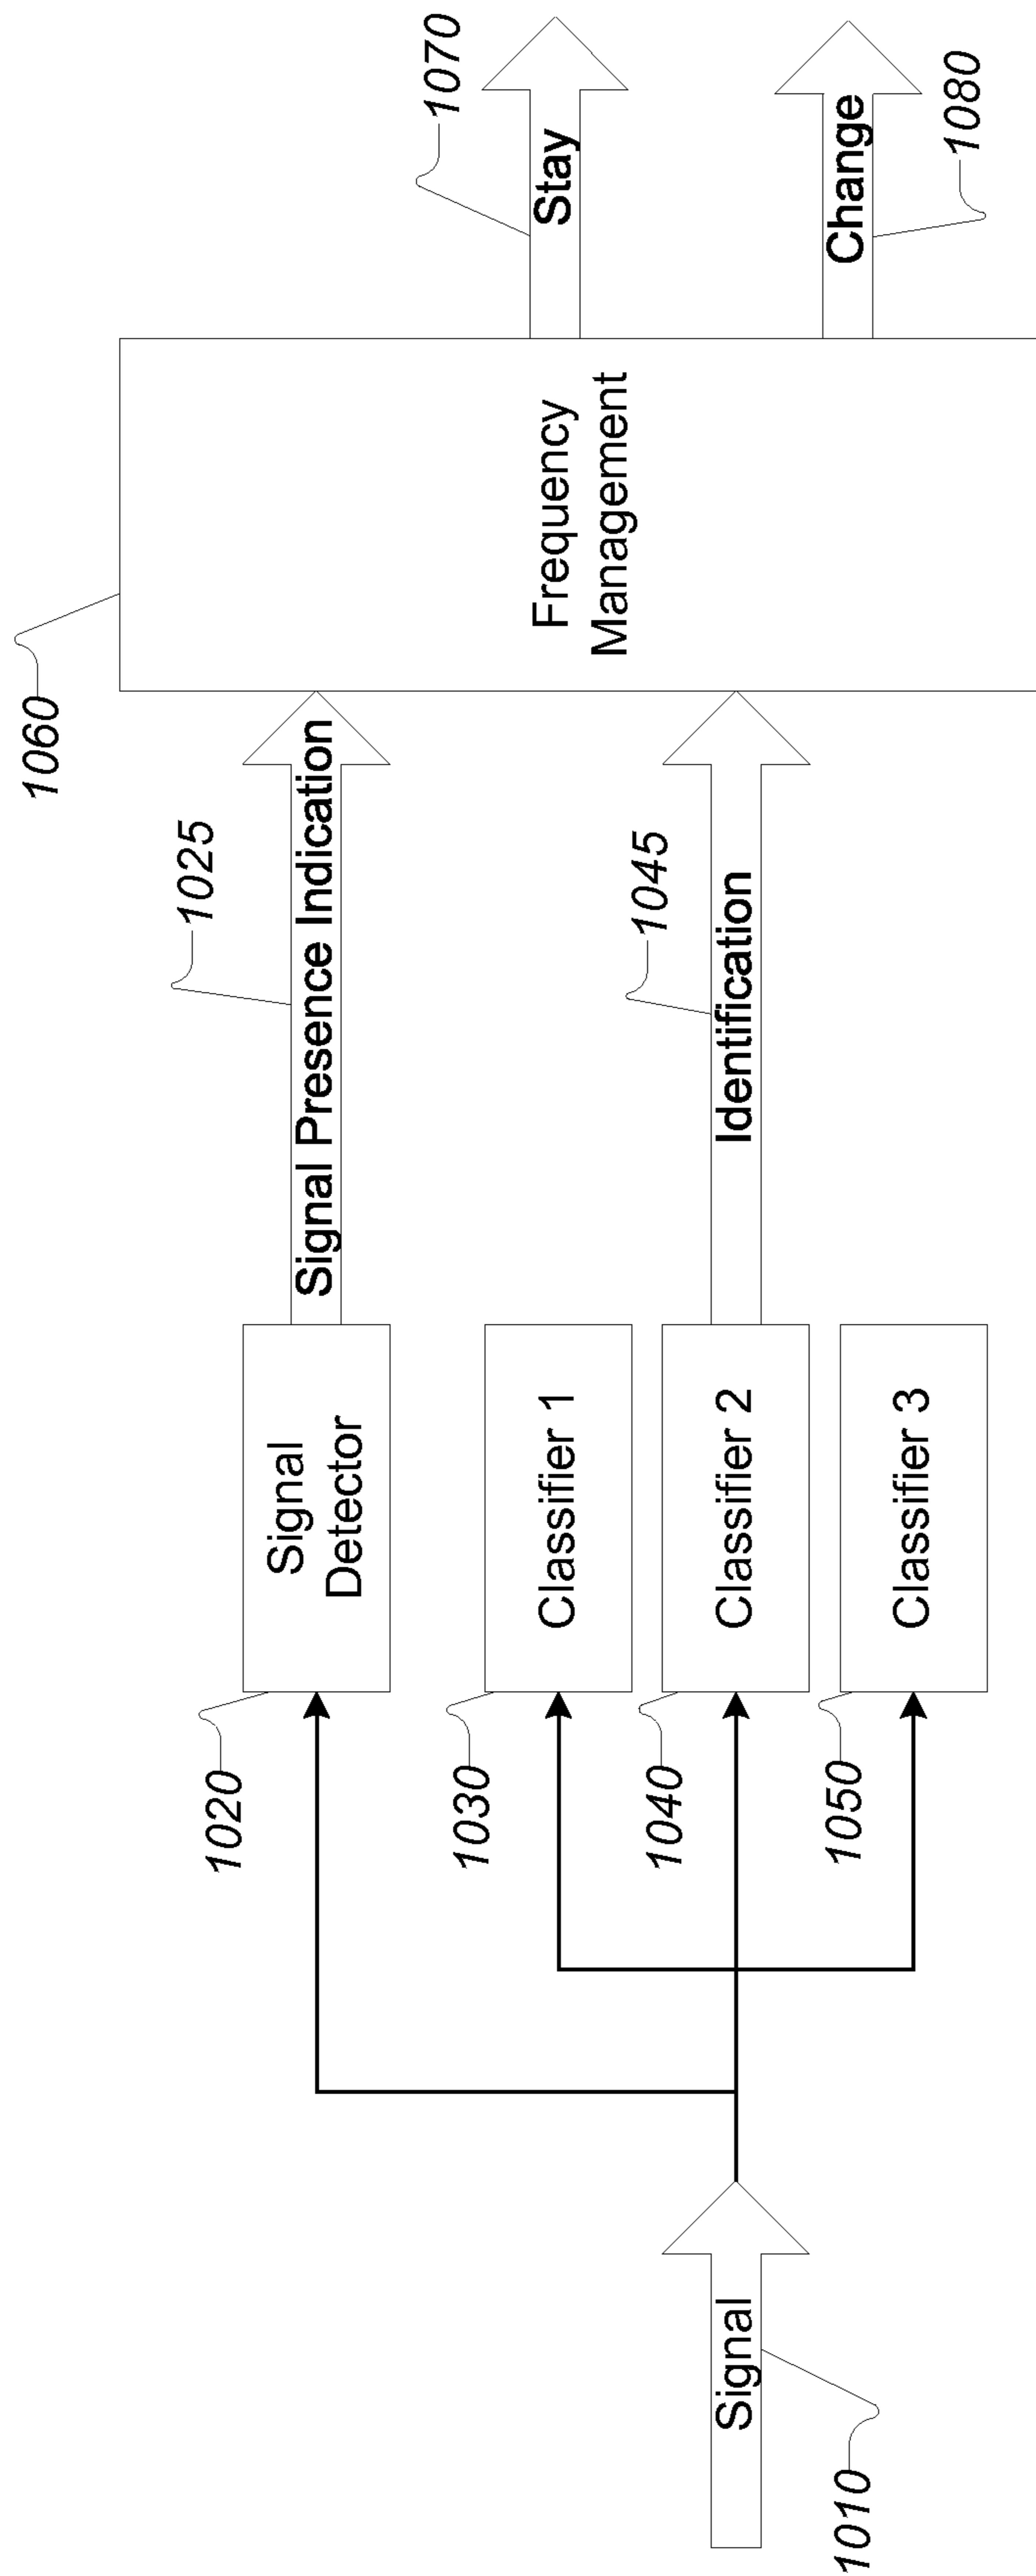 1060
1070
1025
Signal Presence Indication
Stay
1020
Signal
Detector
Frequency
Management
1030
Classifier 1
1045
1040
Classifier 2
Identification
Change
1080
1050
Classifier 3
Signal
1010